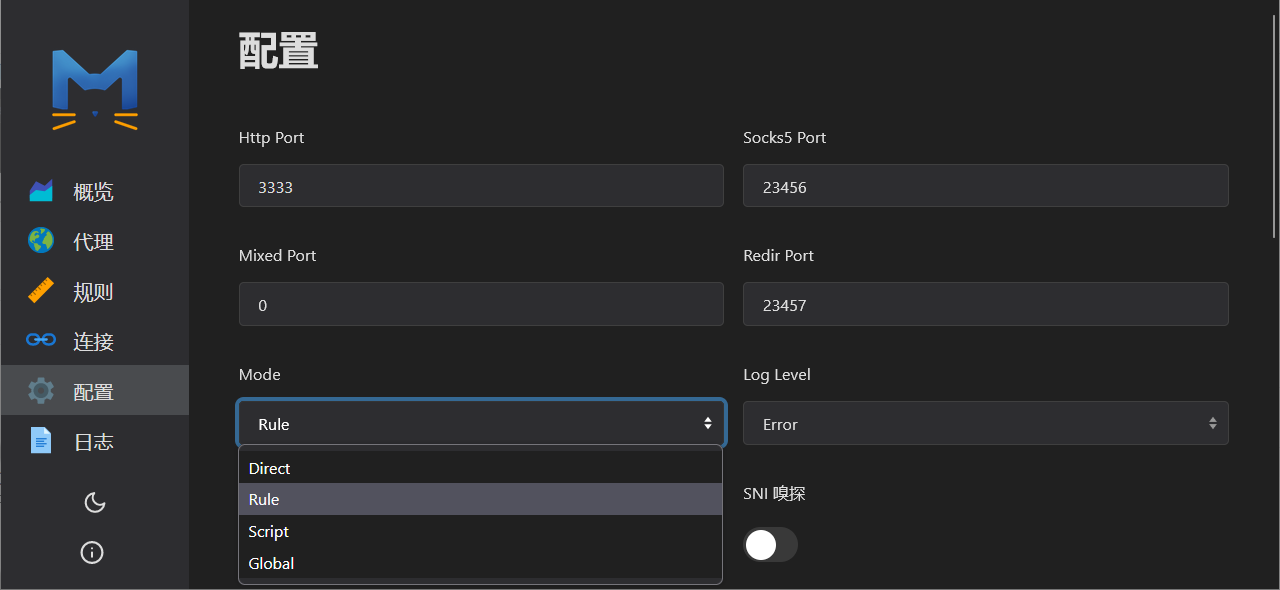 配置
概览
代理
规则
连接
配置
日志
Http Port
Socks5 Port
3333
23456
Mixed Port
Redir Port
0
23457
Mode
Log Level
Rule
Error
Direct
Rule
Script
Global
SNI 嗅探